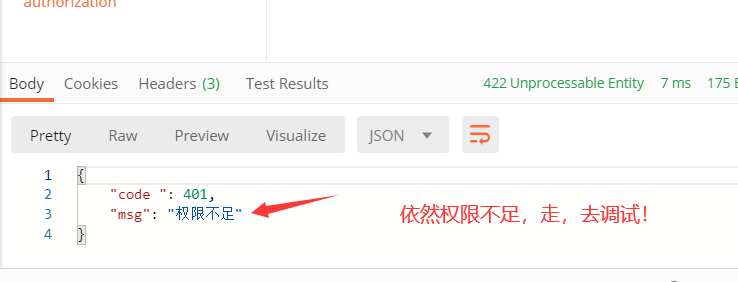 authorization
Body Cookies Headers (3) Test Results 422 Unprocessable Entity 7 ms 175
Pretty Raw Preview Visualize JSON
1 {
2 "code ": 401,
3 "msg": "权限不足" 依然权限不足，走，去调试！
4 }